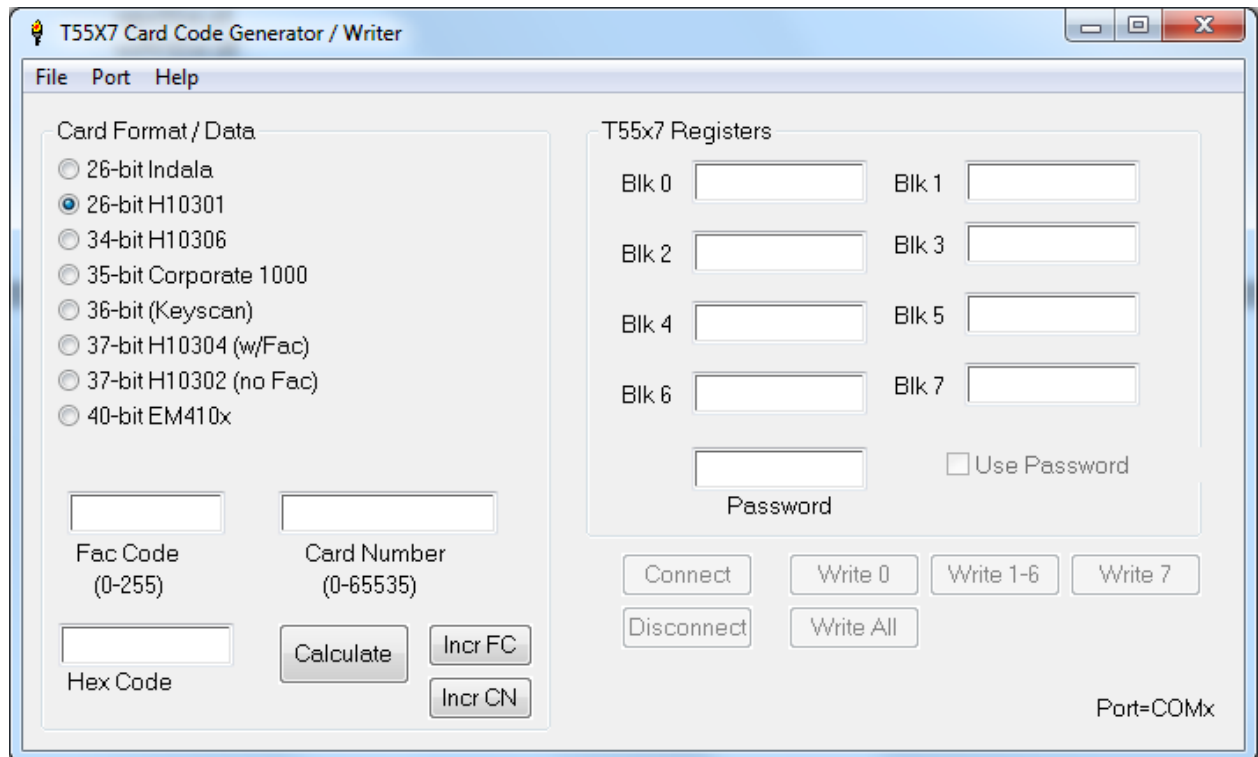 T55X7 Card Code Generator / Writer
File Port Help
Card Format / Data
26-bit Indala
26-bit H10301
34-bit H10306
35-bit Corporate 1000
36-bit (Keyscan)
37-bit H10304 (w/Fac)
37-bit H10302 (no Fac)
40-bit EM410x
Fac Code
(0-255)
Card Number
(0-65535)
Hex Code
Calculate
Incr FC
Incr CN
T55x7 Registers
Blk 0
Blk 1
Blk 2
Blk 3
Blk 4
Blk 5
Blk 6
Blk 7
Password
Use Password
Connect
Write 0
Write 1-6
Write 7
Disconnect
Write All
Port=COMx